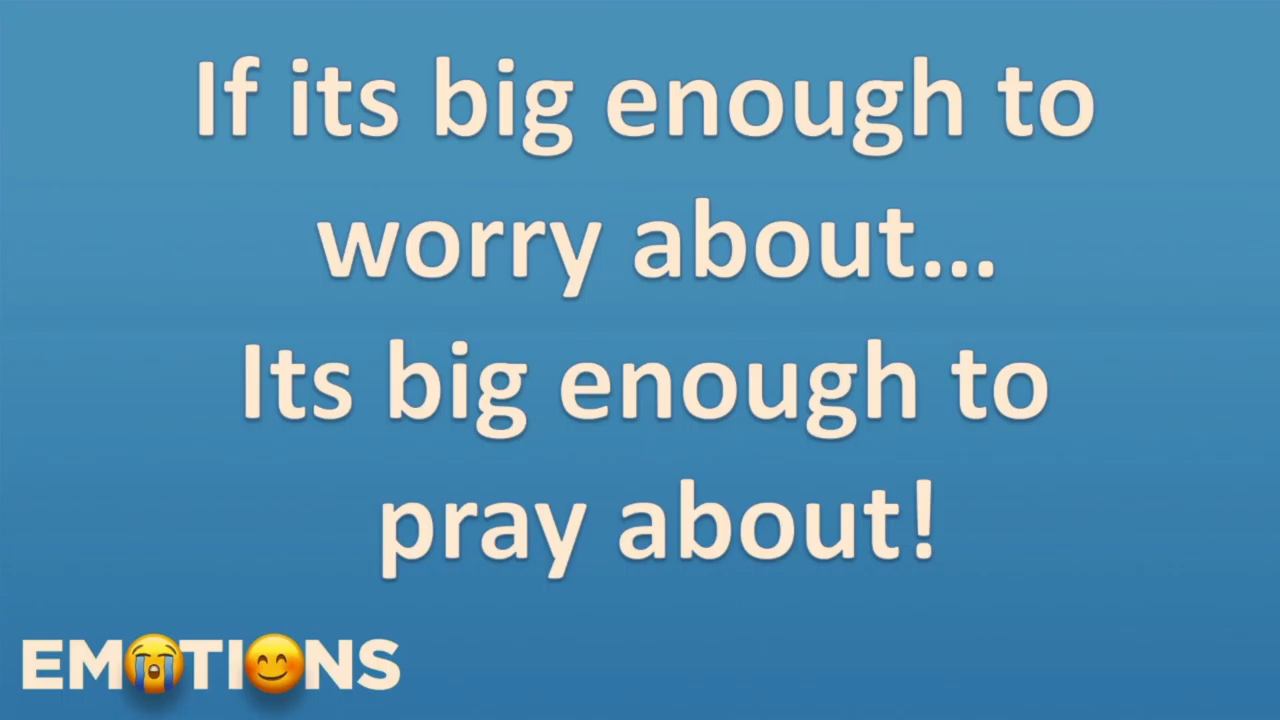 If its big enough to
worry about...
Its big enough to
pray about!
EM😭TI😊NS